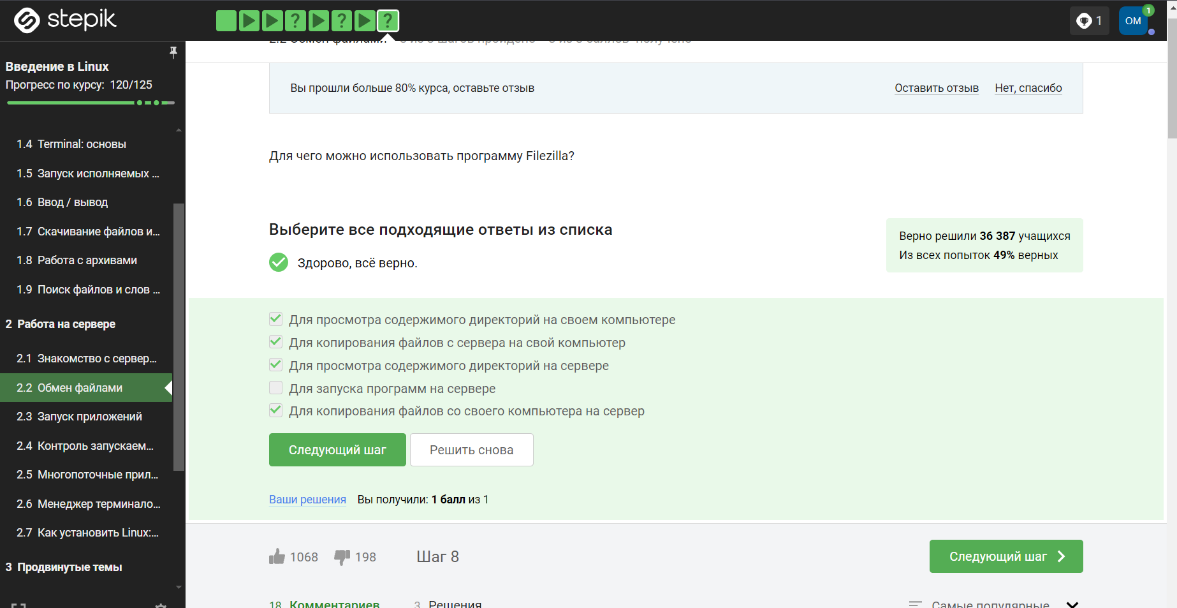 stepik
? ? ?
1
OM
1
Введение в Linux
Прогресс по курсу: 120/125
1.4 Terminal: основы
1.5 Запуск исполняемых ...
1.6 Ввод / вывод
1.7 Скачивание файлов и...
1.8 Работа с архивами
1.9 Поиск файлов и слов ...
2 Работа на сервере
2.1 Знакомство с сервер...
2.2 Обмен файлами
2.3 Запуск приложений
2.4 Контроль запускаем...
2.5 Многопоточные прил...
2.6 Менеджер терминало...
2.7 Как установить Linux:...
3 Продвинутые темы
2.2 Обмен файлами
Вы прошли больше 80% курса, оставьте отзыв
Оставить отзыв
Нет, спасибо
Для чего можно использовать программу Filezilla?
Выберите все подходящие ответы из списка
Здорово, всё верно.
Верно решили 36 387 учащихся
Из всех попыток 49% верных
Для просмотра содержимого директорий на своем компьютере
Для копирования файлов с сервера на свой компьютер
Для просмотра содержимого директорий на сервере
Для запуска программ на сервере
Для копирования файлов со своего компьютера на сервер
Следующий шаг
Решить снова
Ваши решения Вы получили: 1 балл из 1
1068
198
Шаг 8
Следующий шаг
18 Комментариев
3 Решения
Самые популярные